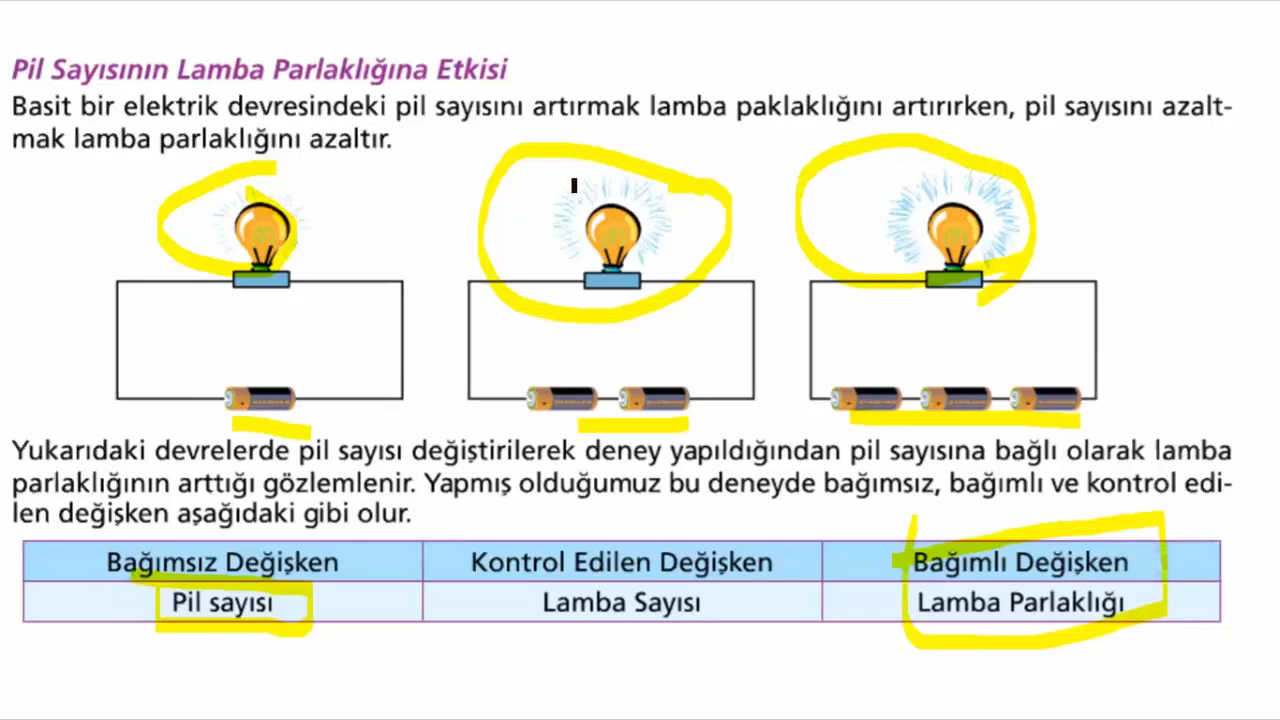 Pil Sayısının Lamba Parlaklığına Etkisi
Basit bir elektrik devresindeki pil sayısını artırmak lamba paklaklığını artırırken, pil sayısını azalt-
mak lamba parlaklığını azaltır.
Yukarıdaki devrelerde pil sayısı değiştirilerek deney yapıldığından pil sayısına bağlı olarak lamba
parlaklığının arttığı gözlemlenir. Yapmış olduğumuz bu deneyde bağımsız, bağımlı ve kontrol edi-
len değişken aşağıdaki gibi olur.
Bağımsız Değişken Kontrol Edilen Değişken Bağımlı Değişken
Pil sayısı Lamba Sayısı Lamba Parlaklığı